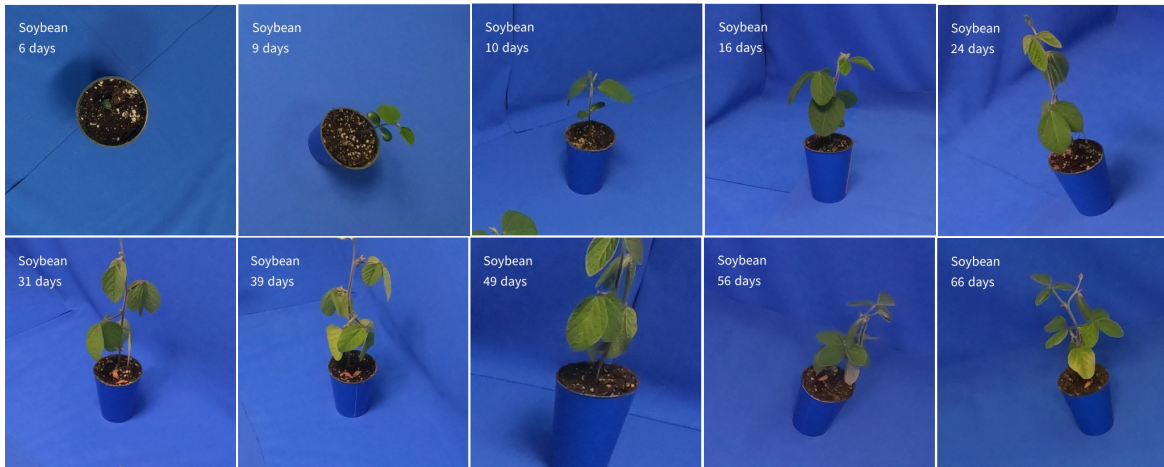 Soybean
6 days
Soybean
9 days
Soybean
10 days
Soybean
16 days
Soybean
24 days
Soybean
31 days
Soybean
39 days
Soybean
49 days
Soybean
56 days
Soybean
66 days